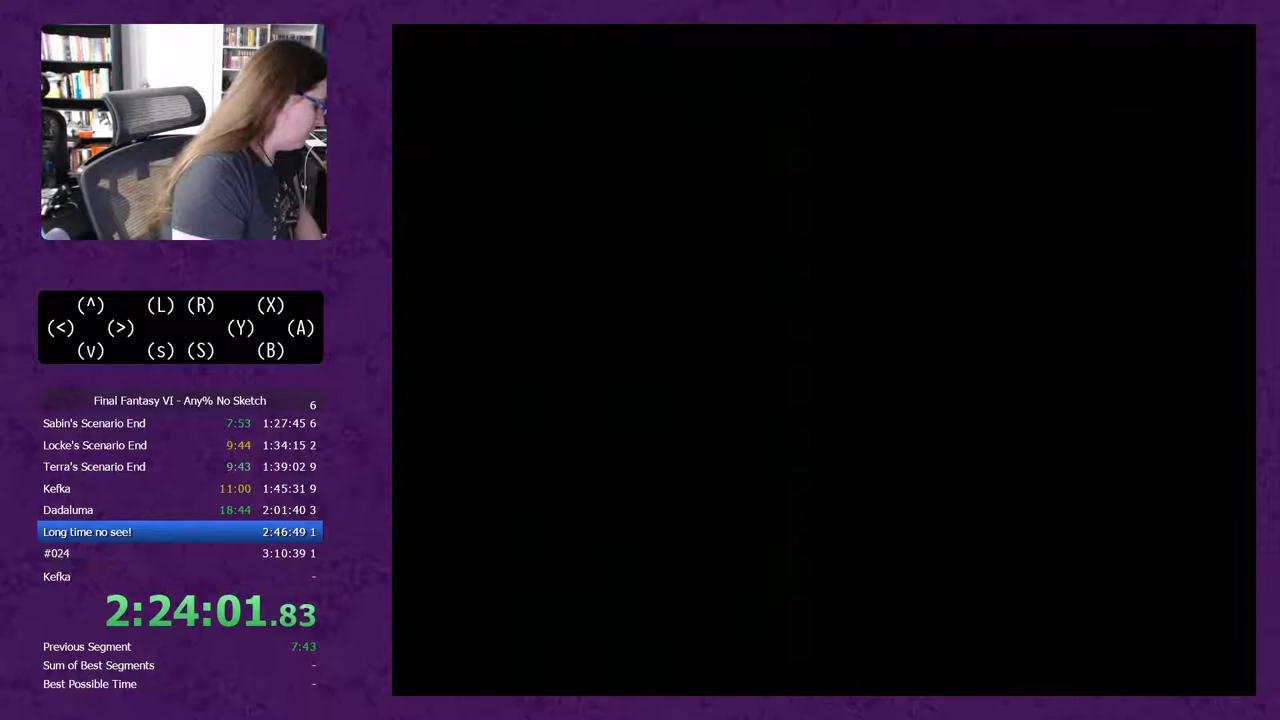 (^) (L) (R) (X)
(<) (>) (Y) (A)
(v) (s) (S) (B)
Final Fantasy VI - Any% No Sketch 6
Sabin's Scenario End 7:53 1:27:45 6
Locke's Scenario End 9:44 1:34:15 2
Terra's Scenario End 9:43 1:39:02 9
Kefka 11:00 1:45:31 9
Dadaluma 18:44 2:01:40 3
Long time no see! 2:46:49 1
#024 3:10:39 1
Kefka -
2:24:01.83
Previous Segment 7:43
Sum of Best Segments -
Best Possible Time -